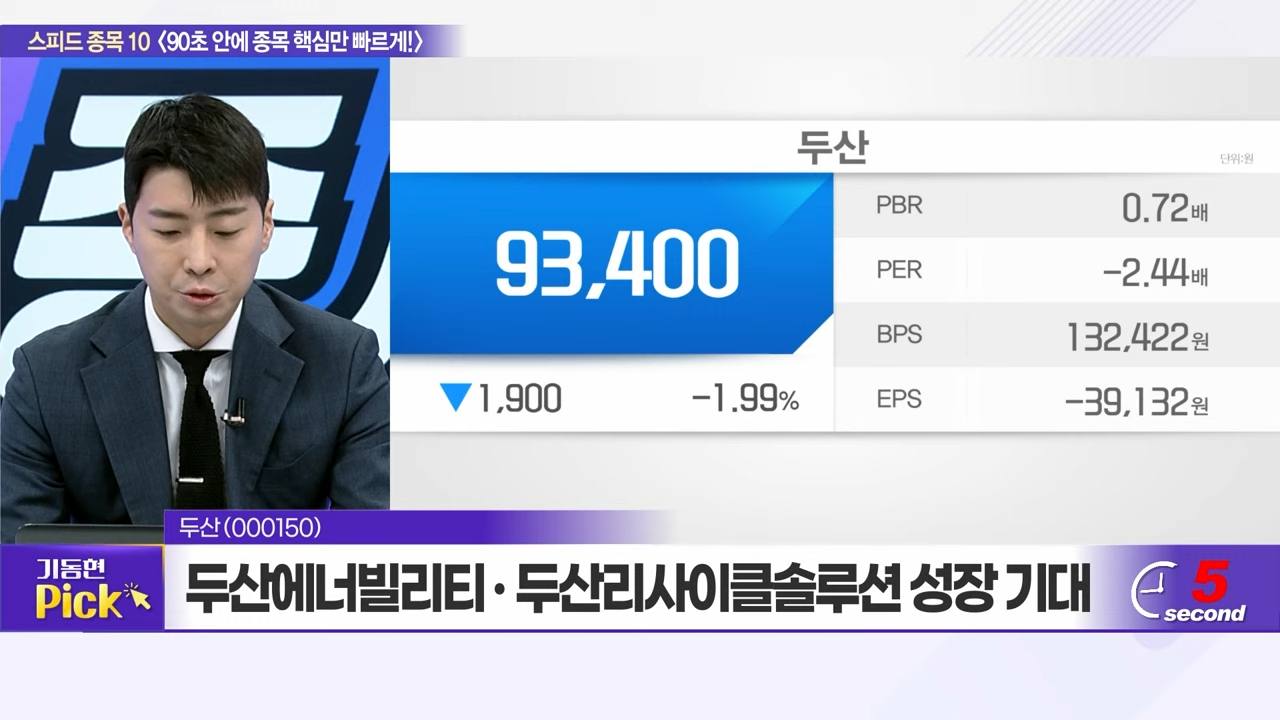 스피드 종목 10 〈90초 안에 종목 핵심만 빠르게!〉
두산
단위:원
93,400
▼1,900 -1.99%
PBR 0.72배
PER -2.44배
BPS 132,422원
EPS -39,132원
두산(000150)
기동현
Pick
두산에너빌리티·두산리사이클솔루션 성장 기대
5
second